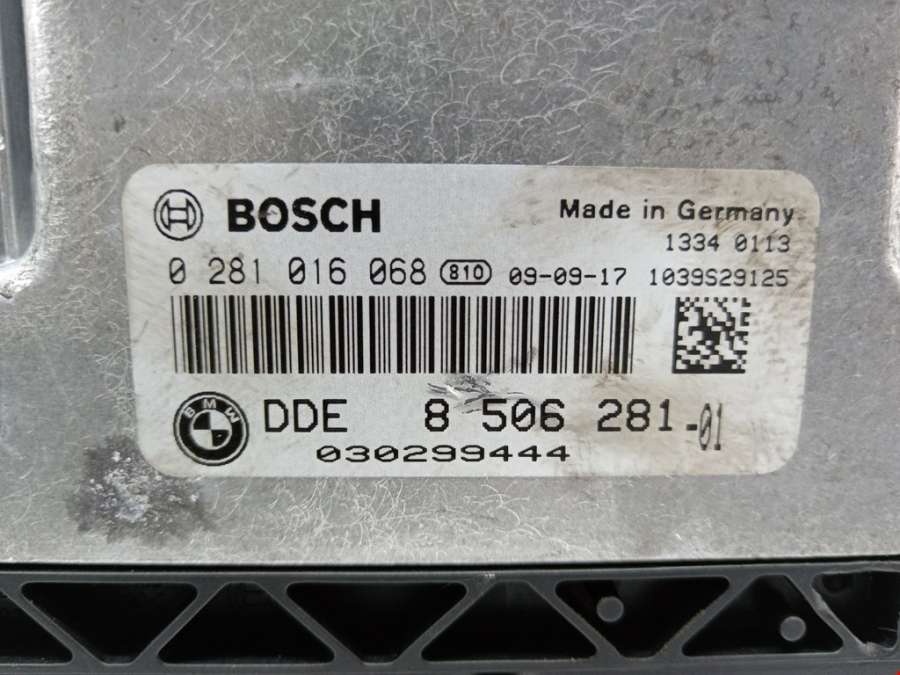 BOSCH
Made in Germany
1334 0113
0 281 016 068 810 09-09-17 1039S29125
BMW DDE 8 506 281-01
030299444